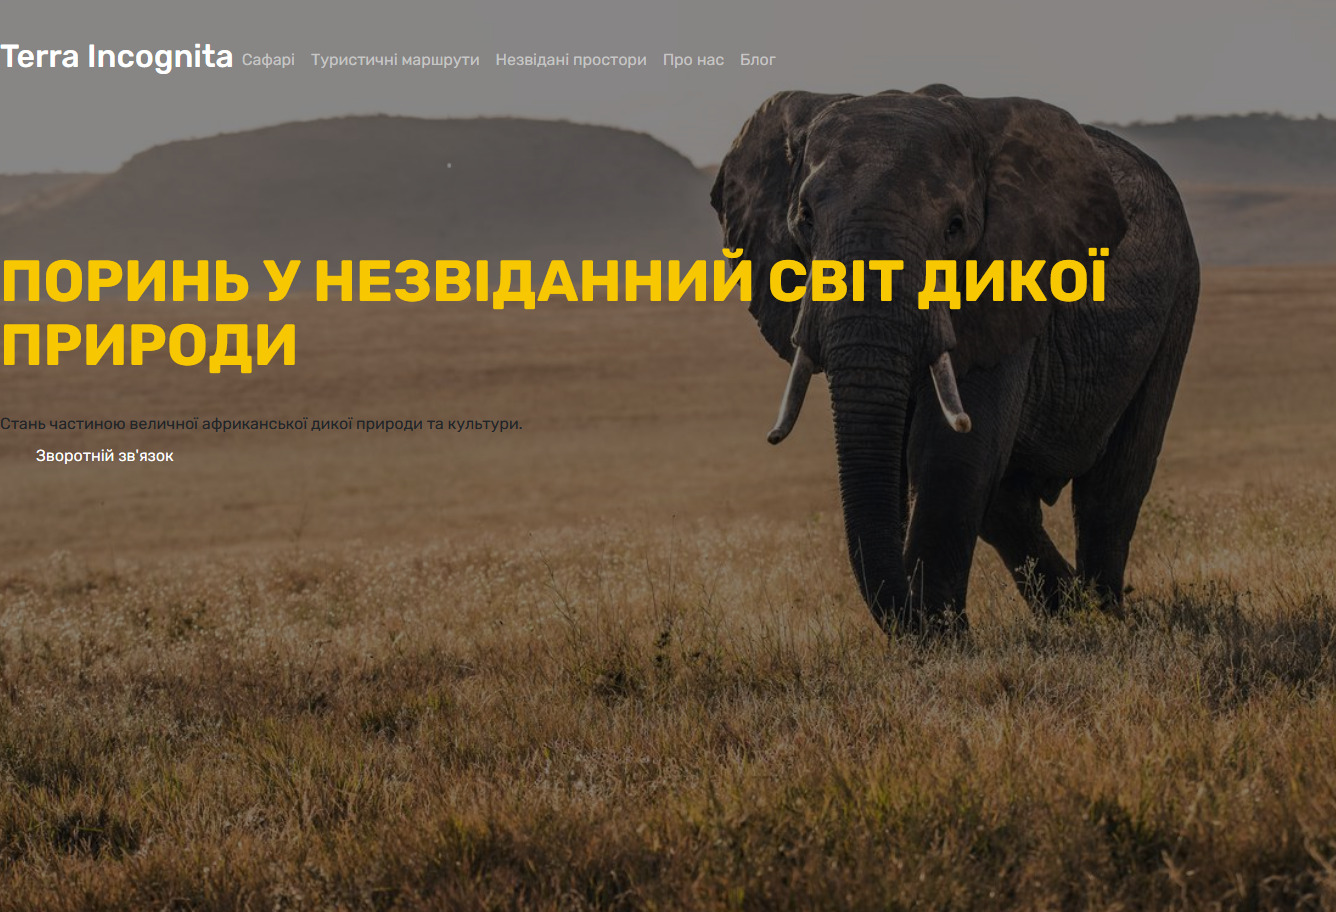 Terra Incognita Сафарі Туристичні маршрути Незвідані простори Про нас Блог
ПОРИНЬ У НЕЗВІДАННИЙ СВІТ ДИКОЇ
ПРИРОДИ
Стань частиною величної африканської дикої природи та культури.
Зворотній зв'язок